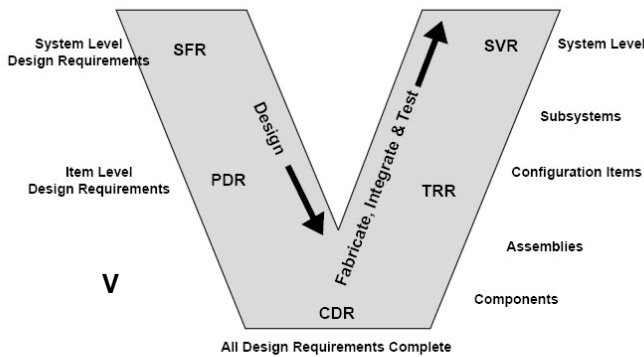 System Level
Design Requirements
SFR
SVR
System Level
Design
Fabricate, Integrate & Test
Subsystems
Item Level
Design Requirements
PDR
TRR
Configuration Items
Assemblies
V
Components
CDR
All Design Requirements Complete